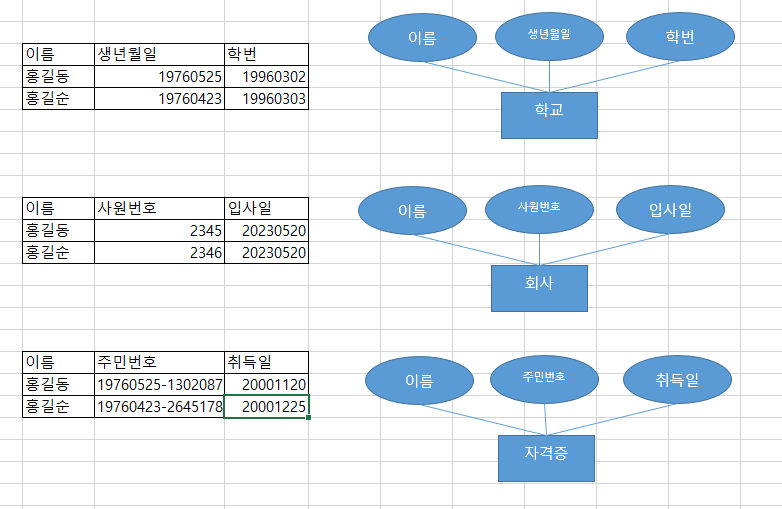 이름 생년월일 학번
이름 생년월일 학번
홍길동 19760525 19960302
홍길순 19760423 19960303
학교
이름 사원번호 입사일
이름 사원번호 입사일
홍길동 2345 20230520
홍길순 2346 20230520
회사
이름 주민번호 취득일
이름 주민번호 취득일
홍길동 19760525-1302087 20001120
홍길순 19760423-2645178 20001225
자격증